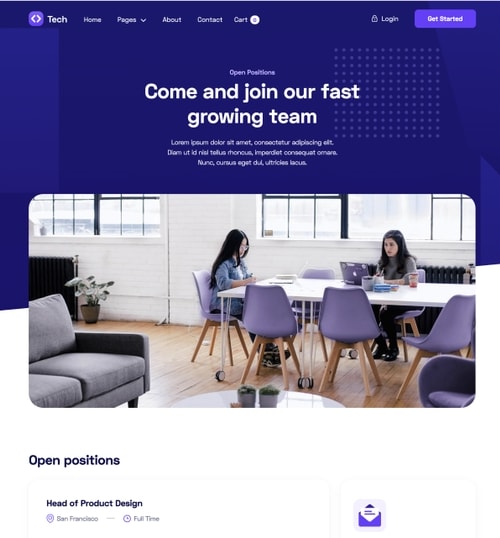 Tech
Home
Pages
About
Contact
Cart 0
Login
Get Started
Open Positions
Come and join our fast
growing team
Lorem ipsum dolor sit amet, consectetur adipiscing elit.
Diam ut id nisl tellus rhoncus, imperdiet consequat ornare.
Nunc, cursus eget dui, ultricies lacus.
Open positions
Head of Product Design
San Francisco
Full Time